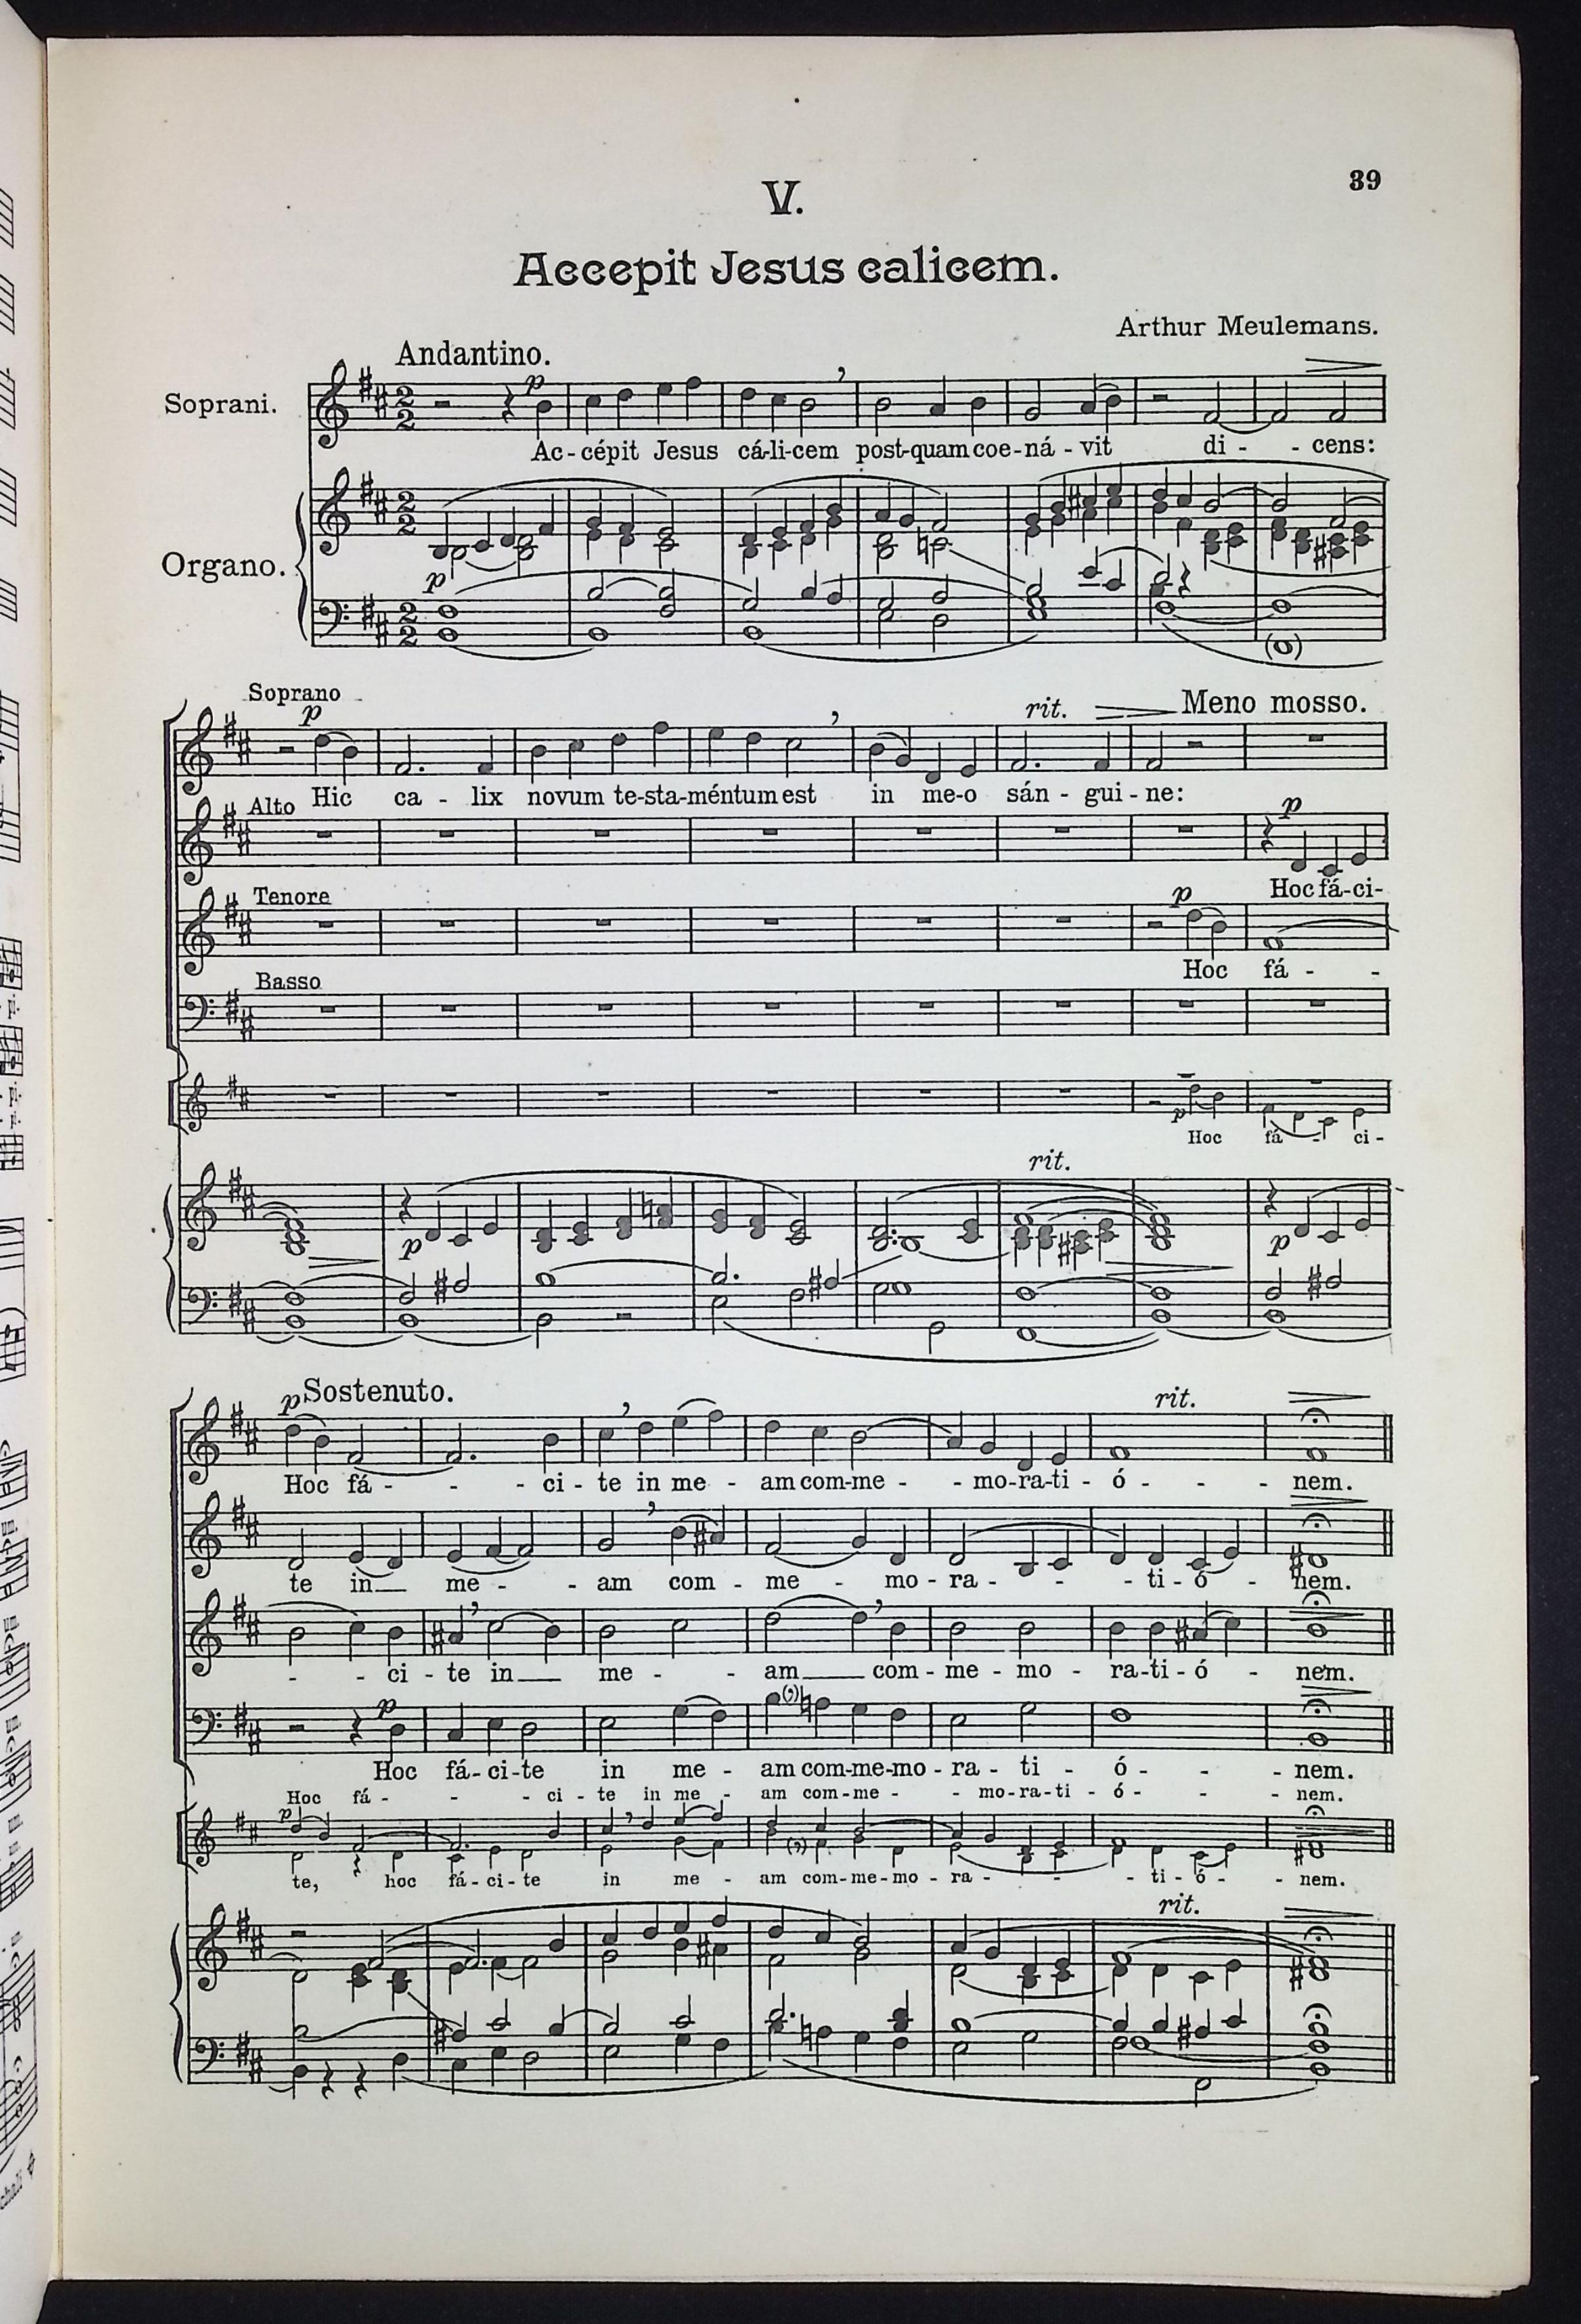 39
V.
Accepit Jesus calicem.
Arthur Meulemans.
Andantino.
Soprani.
p
Ac-cépit Jesus cá-li-cem post-quam coe-ná-vit di - - cens:
Organo.
p
Soprano
p
rit.
Meno mosso.
Hic ca - lix novum te-sta-méntum est in me-o sán - gui - ne:
Alto
p
Hoc fá-ci-
Tenore
p
Hoc fá - -
Basso
p
Hoc fá - ci -
rit.
p
p
p Sostenuto.
rit.
Hoc fá - - - ci - te in me - am com-me - - mo-ra-ti - ó - - - nem.
te in me - - am com - me - mo - ra - - - ti - ó - nem.
- - ci - te in me - - am com - me - mo - ra-ti - ó - nem.
p
Hoc fá-ci-te in me - am com-me-mo - ra - ti - ó - - - nem.
Hoc fá - - - ci - te in me - am com-me - - mo-ra-ti - ó - - - nem.
p
te, hoc fá-ci-te in me - am com-me-mo - ra - - - ti - ó - - nem.
rit.